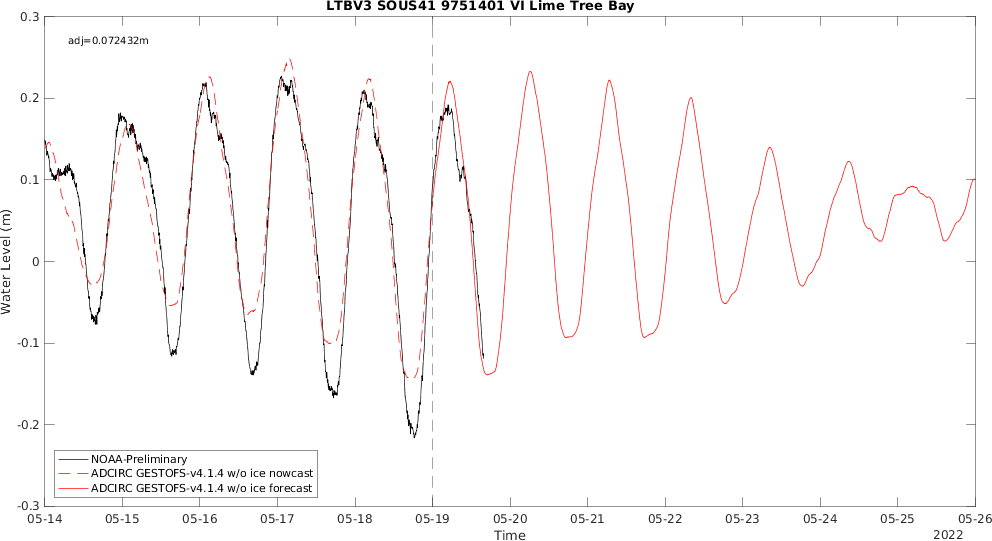 LTBV3 SOUS41 9751401 VI Lime Tree Bay
adj=0.072432m
0.3
0.2
0.1
0
-0.1
-0.2
-0.3
Water Level (m)
NOAA-Preliminary
ADCIRC GESTOFS-v4.1.4 w/o ice nowcast
ADCIRC GESTOFS-v4.1.4 w/o ice forecast
05-14 05-15 05-16 05-17 05-18 05-19 05-20 05-21 05-22 05-23 05-24 05-25 05-26
Time
2022